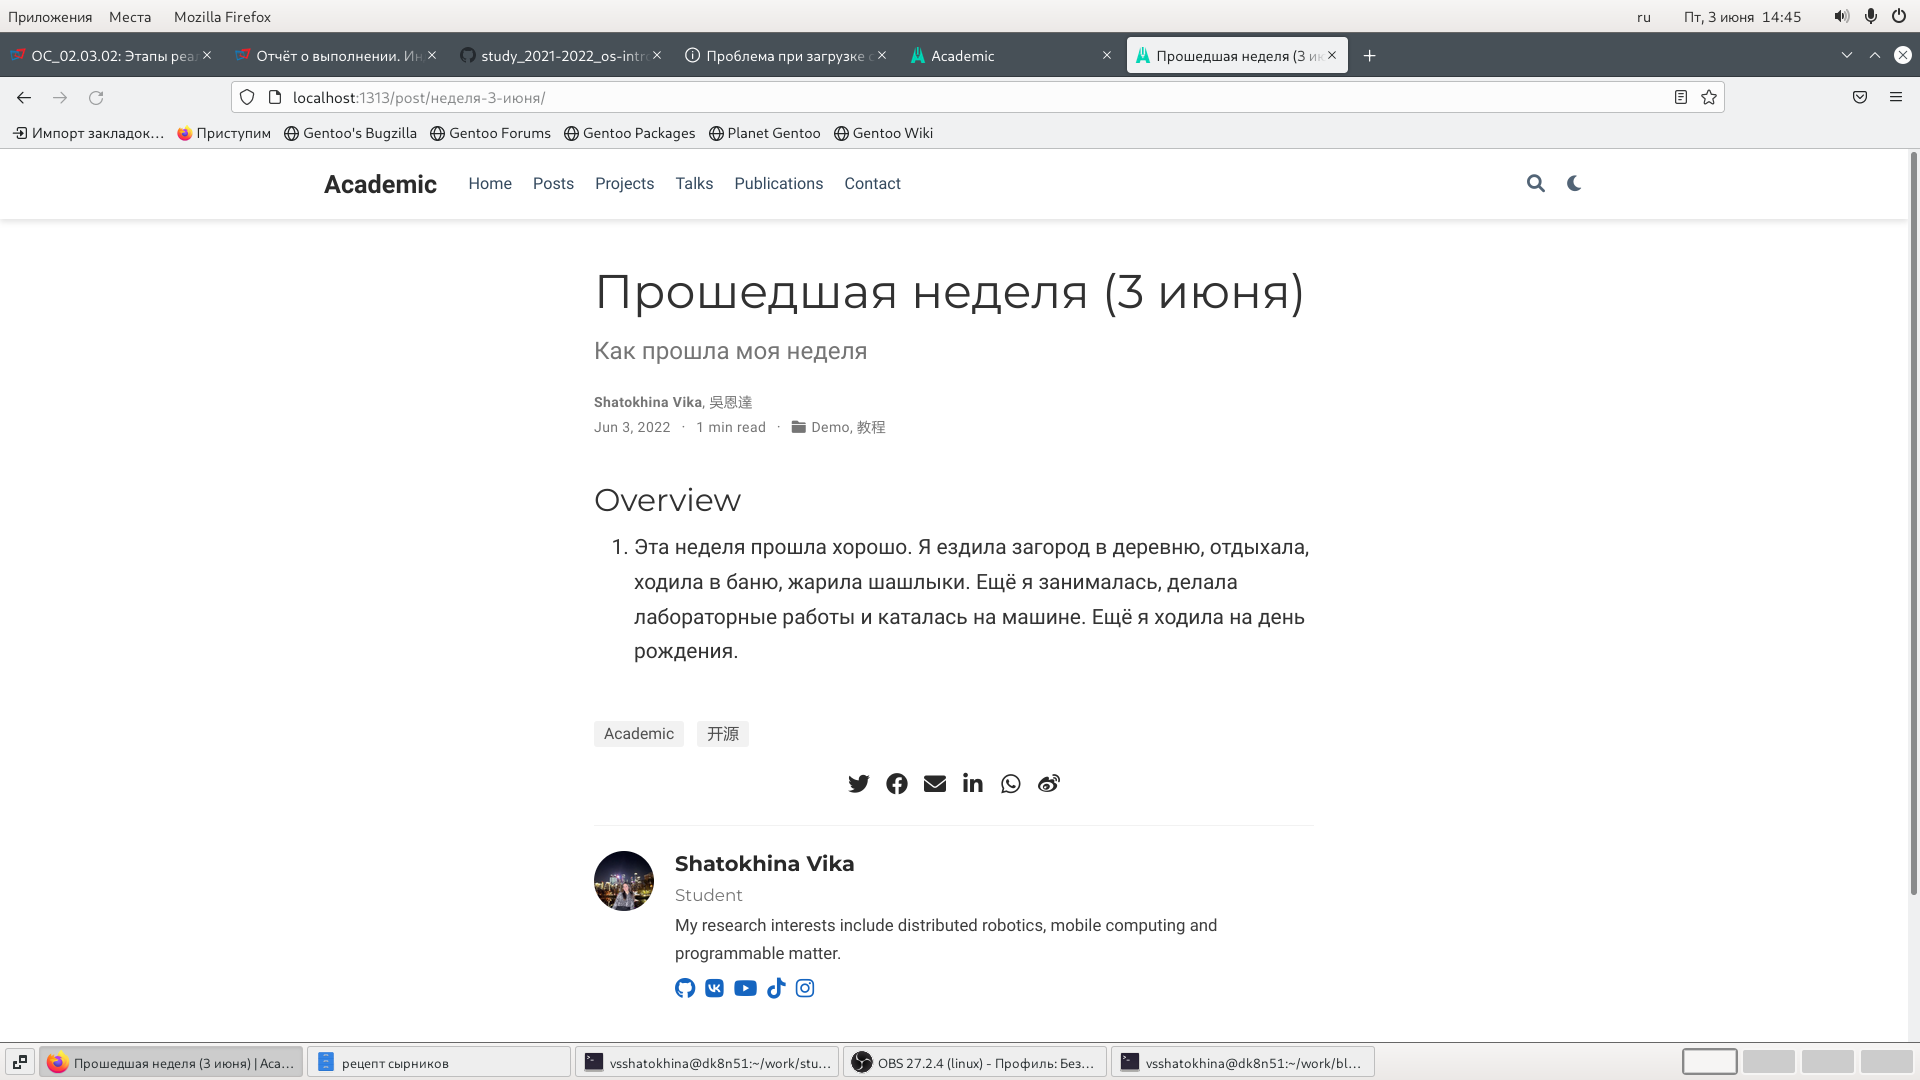 Приложения Места Mozilla Firefox ru Пт, 3 июня 14:45
ОС_02.03.02: Этапы реа Отчёт о выполнении. Ин study_2021-2022_os-intr Проблема при загрузке с Academic Прошедшая неделя (3 ик
localhost:1313/post/неделя-3-июня/
Импорт закладок... Приступим Gentoo's Bugzilla Gentoo Forums Gentoo Packages Planet Gentoo Gentoo Wiki
Academic Home Posts Projects Talks Publications Contact
Прошедшая неделя (3 июня)
Как прошла моя неделя
Shatokhina Vika, 吳恩達
Jun 3, 2022 · 1 min read · Demo, 教程
Overview
1. Эта неделя прошла хорошо. Я ездила загород в деревню, отдыхала,
ходила в баню, жарила шашлыки. Ещё я занималась, делала
лабораторные работы и каталась на машине. Ещё я ходила на день
рождения.
Academic 开源
Shatokhina Vika
Student
My research interests include distributed robotics, mobile computing and
programmable matter.
Прошедшая неделя (3 июня) | Aca... рецепт сырников vsshatokhina@dk8n51:~/work/stu... OBS 27.2.4 (linux) - Профиль: Без... vsshatokhina@dk8n51:~/work/bl...